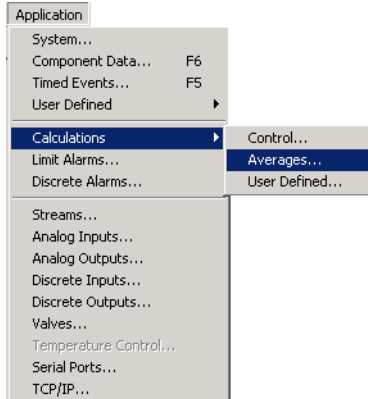 Application
System...
Component Data... F6
Timed Events... F5
User Defined
Calculations
Control...
Limit Alarms...
Averages...
Discrete Alarms...
User Defined...
Streams...
Analog Inputs...
Analog Outputs...
Discrete Inputs...
Discrete Outputs...
Valves...
Temperature Control...
Serial Ports...
TCP/IP...